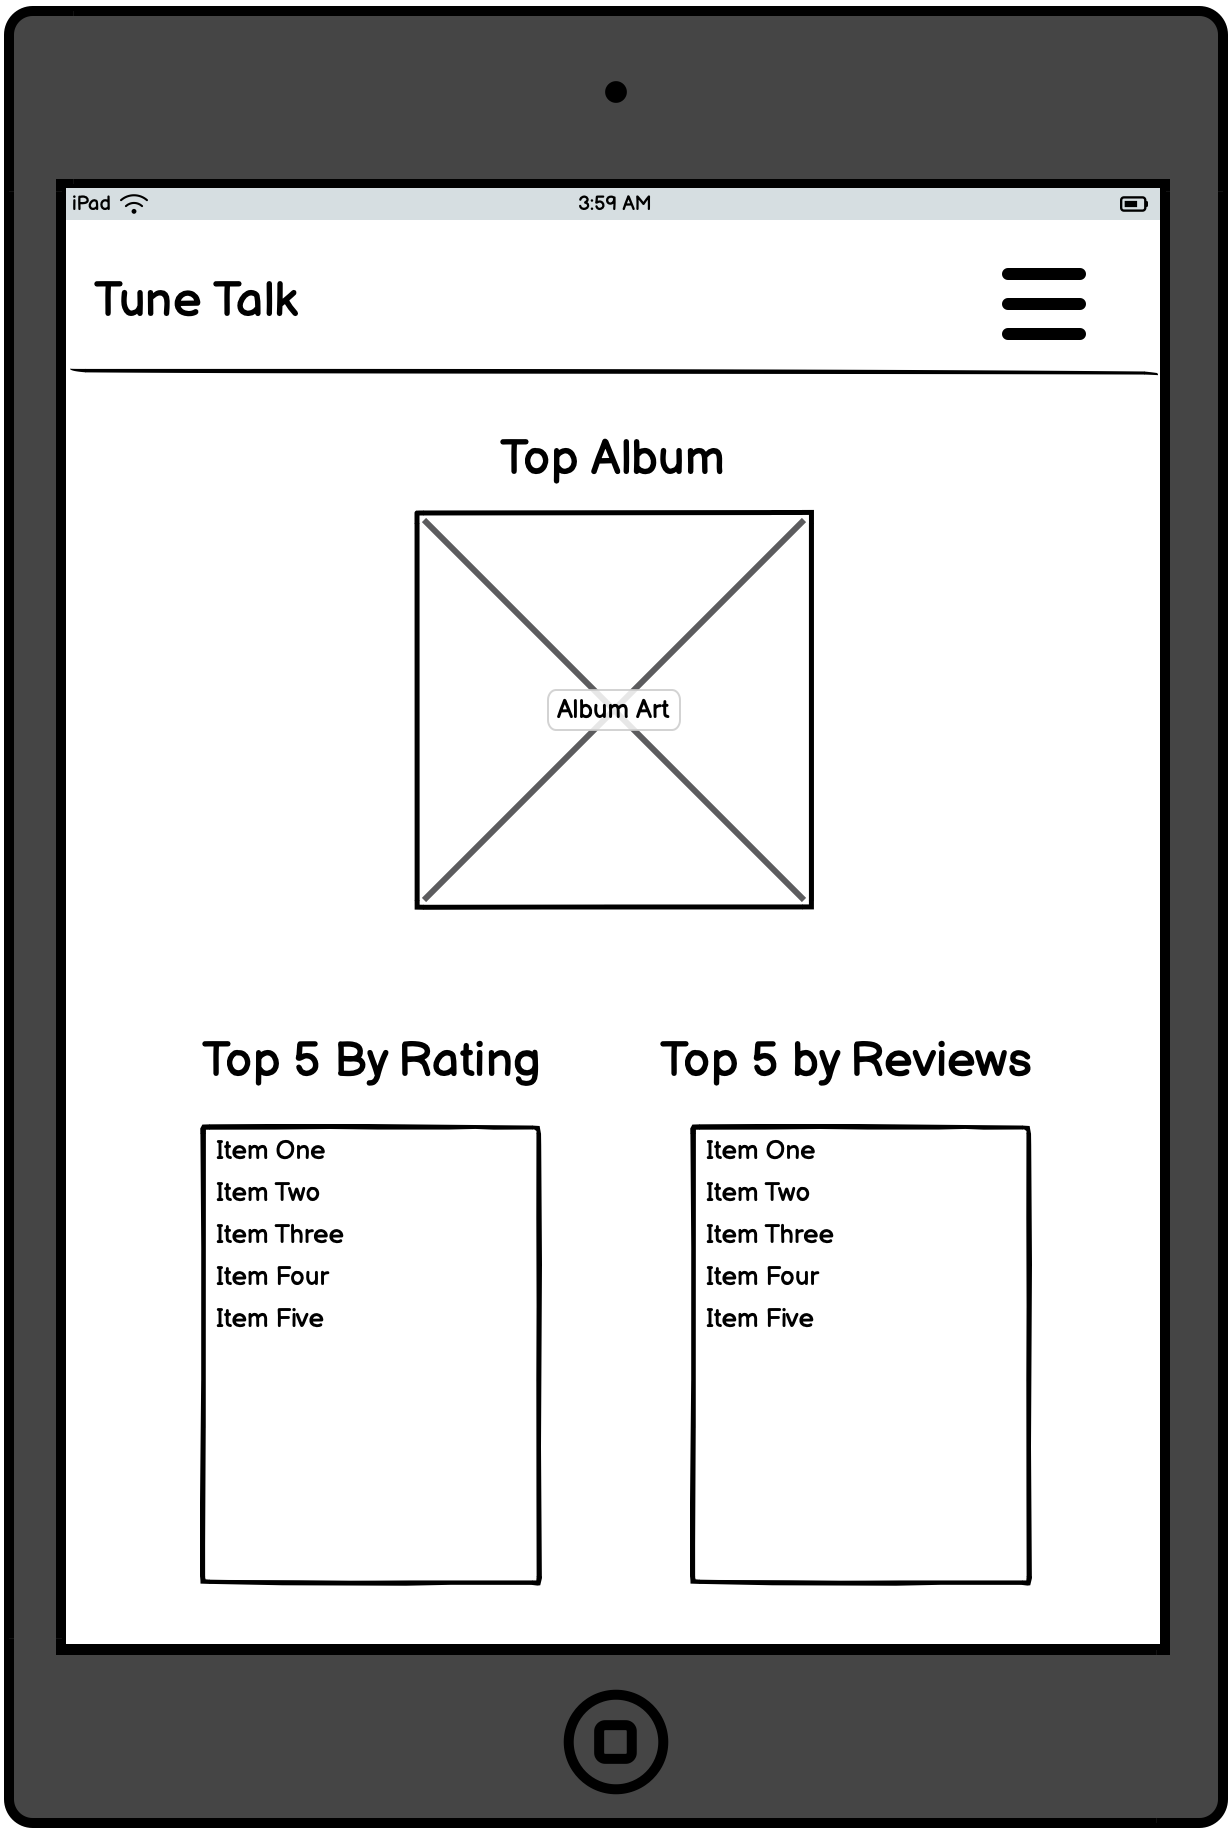 iPad 3:59 AM
Tune Talk
Top Album
Album Art
Top 5 By Rating
Item One
Item Two
Item Three
Item Four
Item Five
Top 5 by Reviews
Item One
Item Two
Item Three
Item Four
Item Five